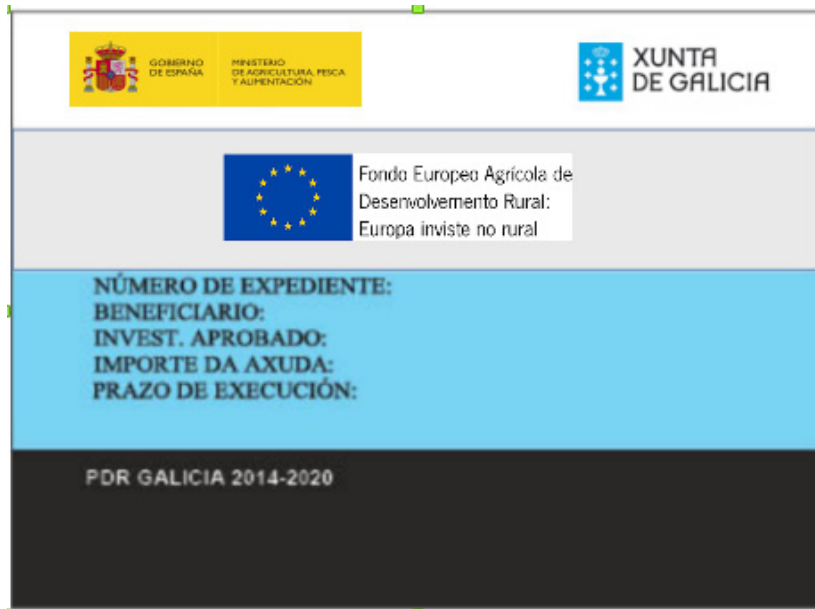 GOBIERNO
DE ESPAÑA
MINISTERIO
DE AGRICULTURA, PESCA
Y ALIMENTACIÓN
XUNTA
DE GALICIA
Fondo Europeo Agrícola de
Desenvolvemento Rural:
Europa inviste no rural
NÚMERO DE EXPEDIENTE:
BENEFICIARIO:
INVEST. APROBADO:
IMPORTE DA AXUDA:
PRAZO DE EXECUCIÓN:
PDR GALICIA 2014-2020